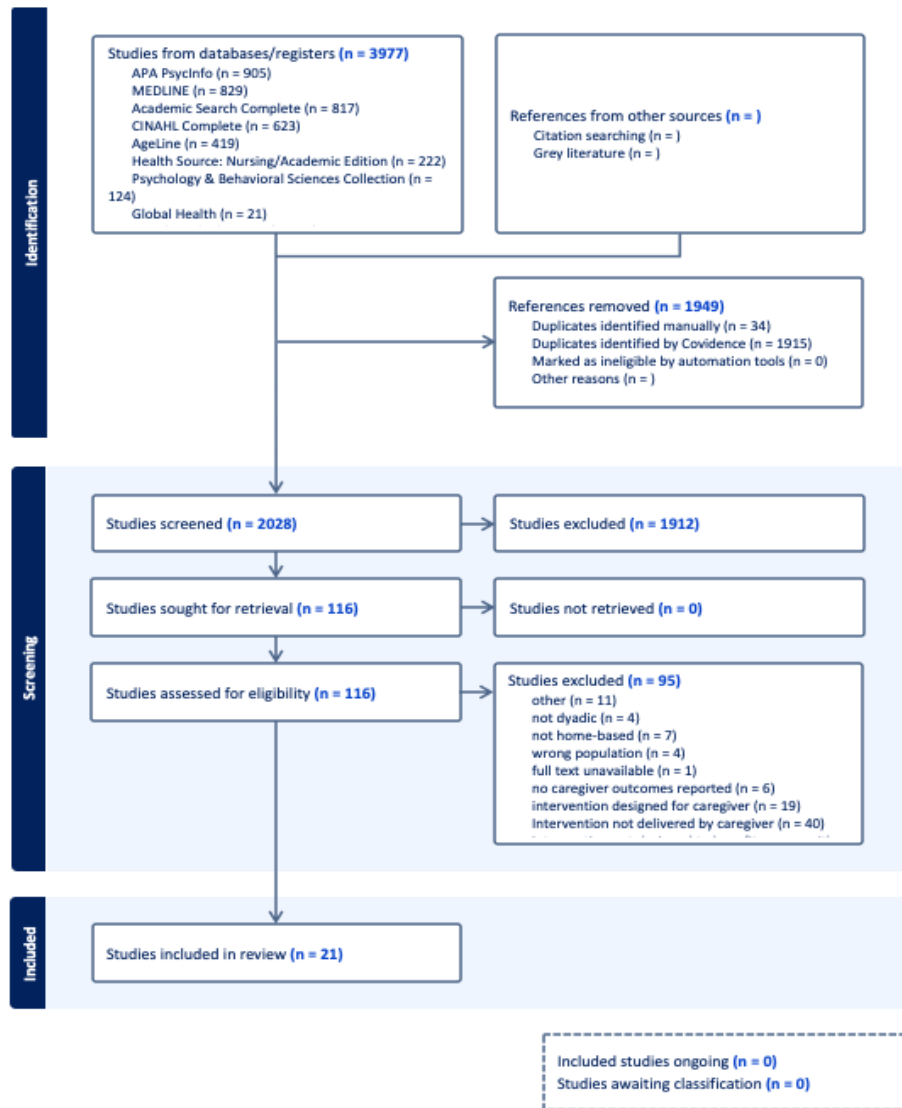 Identification
Studies from databases/registers (n = 3977)
APA PsycInfo (n = 905)
MEDLINE (n = 829)
Academic Search Complete (n = 817)
CINAHL Complete (n = 623)
AgeLine (n = 419)
Health Source: Nursing/Academic Edition (n = 222)
Psychology & Behavioral Sciences Collection (n =
124)
Global Health (n = 21)
References from other sources (n = )
Citation searching (n = )
Grey literature (n = )
References removed (n = 1949)
Duplicates identified manually (n = 34)
Duplicates identified by Covidence (n = 1915)
Marked as ineligible by automation tools (n = 0)
Other reasons (n = )
Screening
Studies screened (n = 2028)
Studies excluded (n = 1912)
Studies sought for retrieval (n = 116)
Studies not retrieved (n = 0)
Studies assessed for eligibility (n = 116)
Studies excluded (n = 95)
other (n = 11)
not dyadic (n = 4)
not home-based (n = 7)
wrong population (n = 4)
full text unavailable (n = 1)
no caregiver outcomes reported (n = 6)
intervention designed for caregiver (n = 19)
Intervention not delivered by caregiver (n = 40)
Included
Studies included in review (n = 21)
Included studies ongoing (n = 0)
Studies awaiting classification (n = 0)